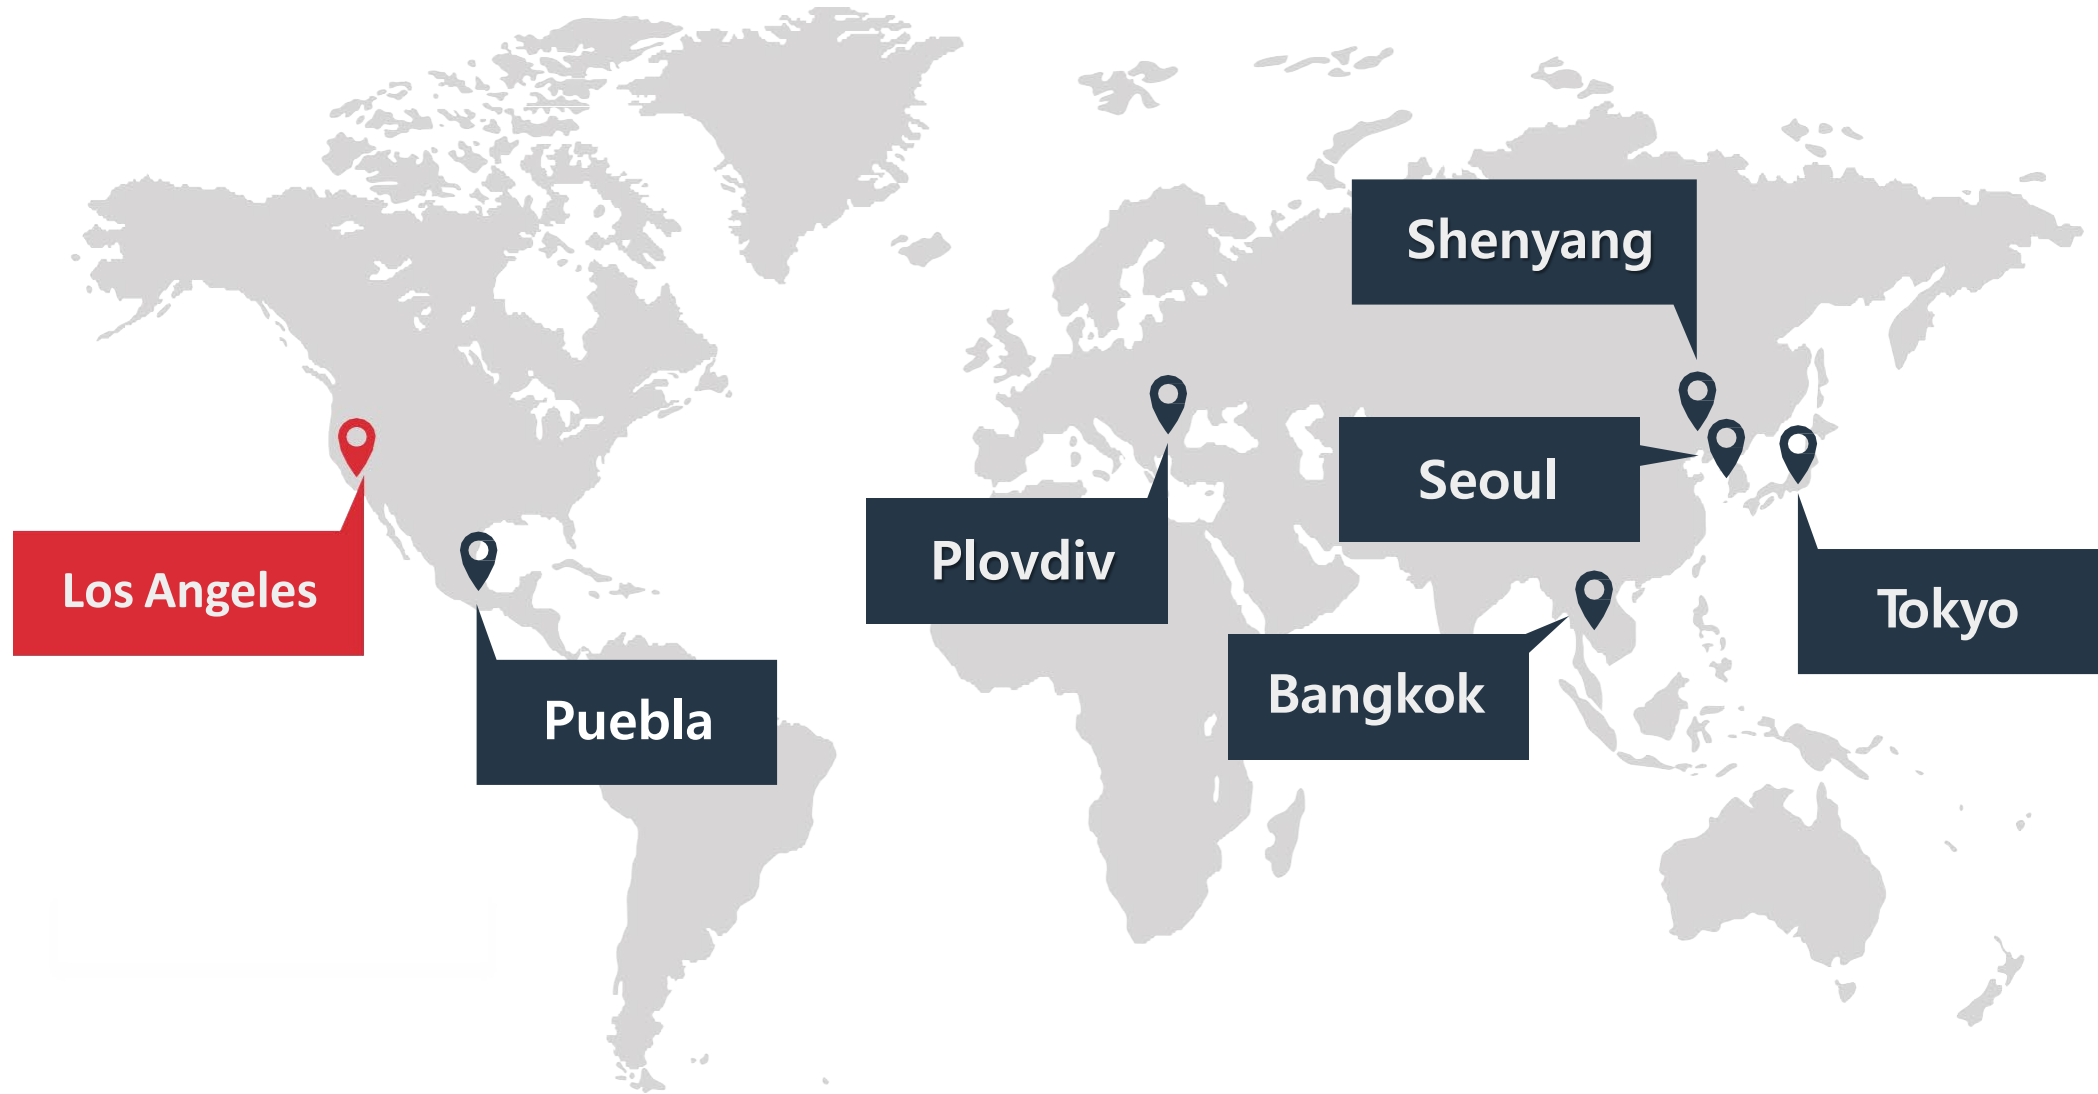 Shenyang
Seoul
Plovdiv
Los Angeles
Tokyo
Bangkok
Puebla